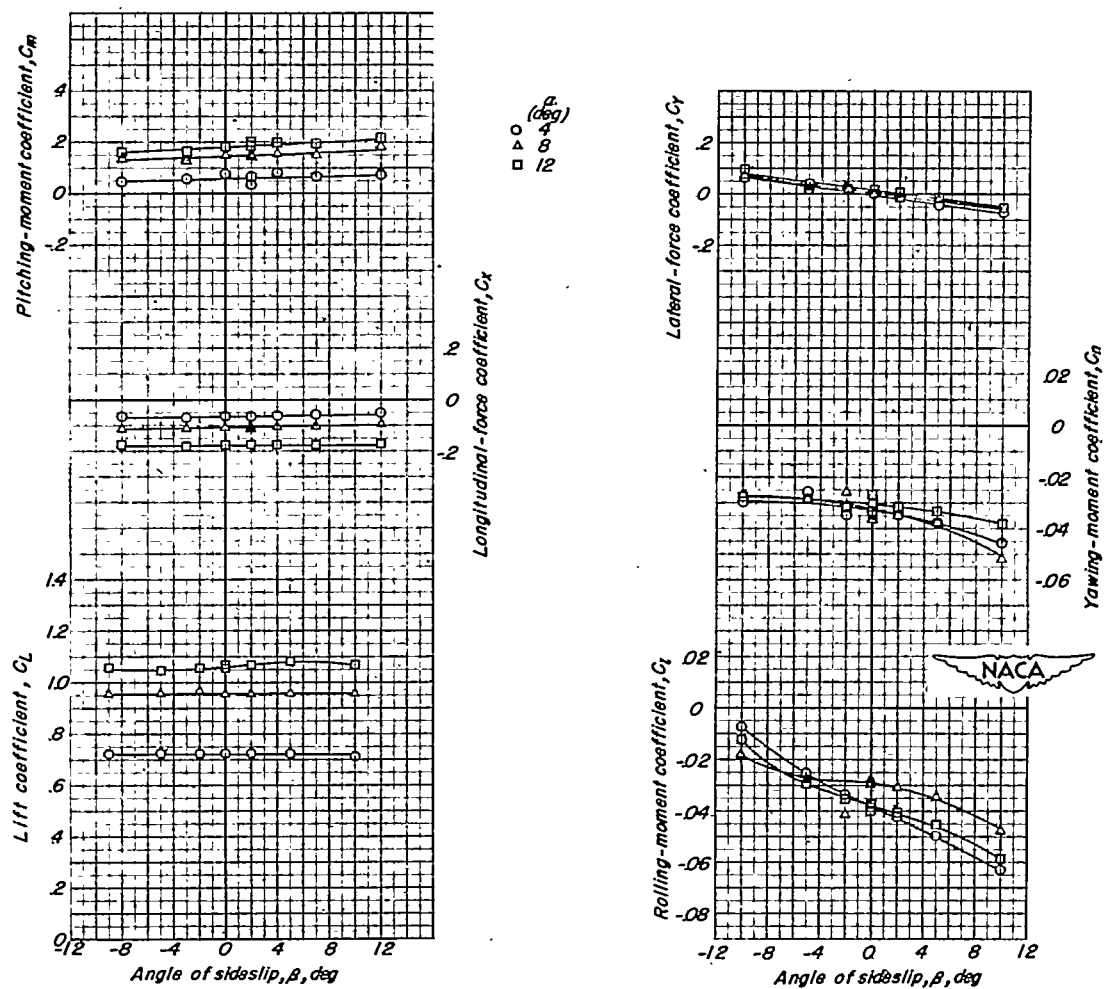 Pitching-moment coefficient, Cm
.4
.2
0
-.2
Longitudinal-force coefficient, Cx
.2
0
-.2
Lift coefficient, CL
1.4
1.2
1.0
.8
.6
.4
.2
0
-12 -8 -4 0 4 8 12
Angle of sideslip, β, deg
α
(deg)
4
8
12
Lateral-force coefficient, CY
.2
0
-.2
Yawing-moment coefficient, Cn
.02
0
-.02
-.04
-.06
NACA
Rolling-moment coefficient, Cl
.02
0
-.02
-.04
-.06
-.08
-12 -8 -4 0 4 8 12
Angle of sideslip, β, deg